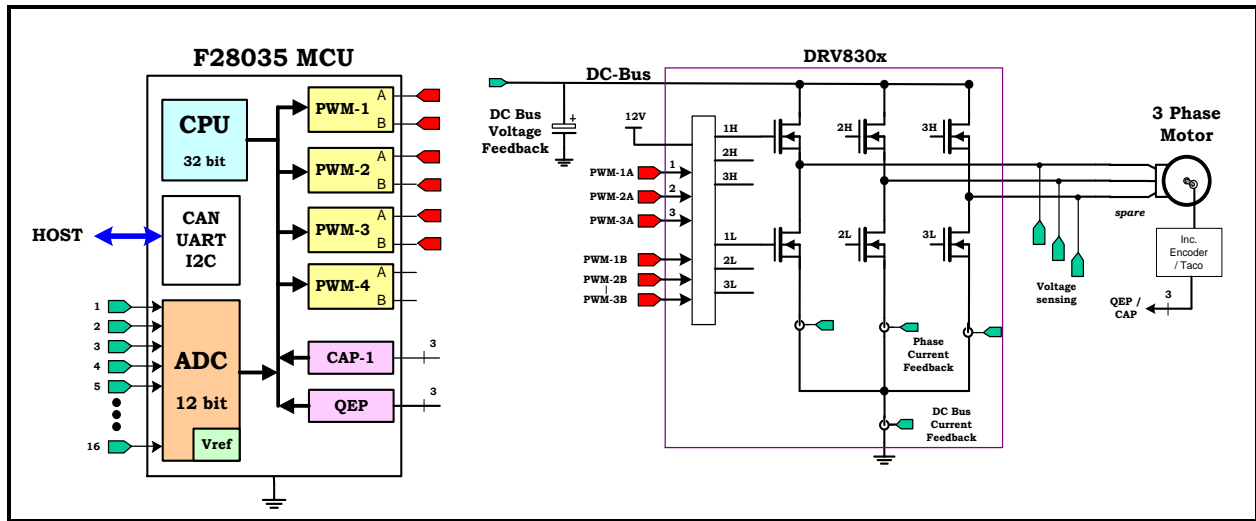 F28035 MCU
CPU
32 bit
CAN
UART
I2C
HOST
ADC
12 bit
Vref
1
2
3
4
5
16
PWM-1
A
B
PWM-2
A
B
PWM-3
A
B
PWM-4
A
B
CAP-1
3
QEP
3
DRV830x
DC-Bus
DC Bus
Voltage
Feedback
+
12V
PWM-1A
1
PWM-2A
2
PWM-3A
3
PWM-1B
PWM-2B
PWM-3B
1H
2H
3H
1L
2L
3L
2H
3H
2L
3L
Phase
Current
Feedback
DC Bus
Current
Feedback
Voltage
sensing
3 Phase
Motor
spare
Inc.
Encoder
/ Taco
QEP /
CAP
3